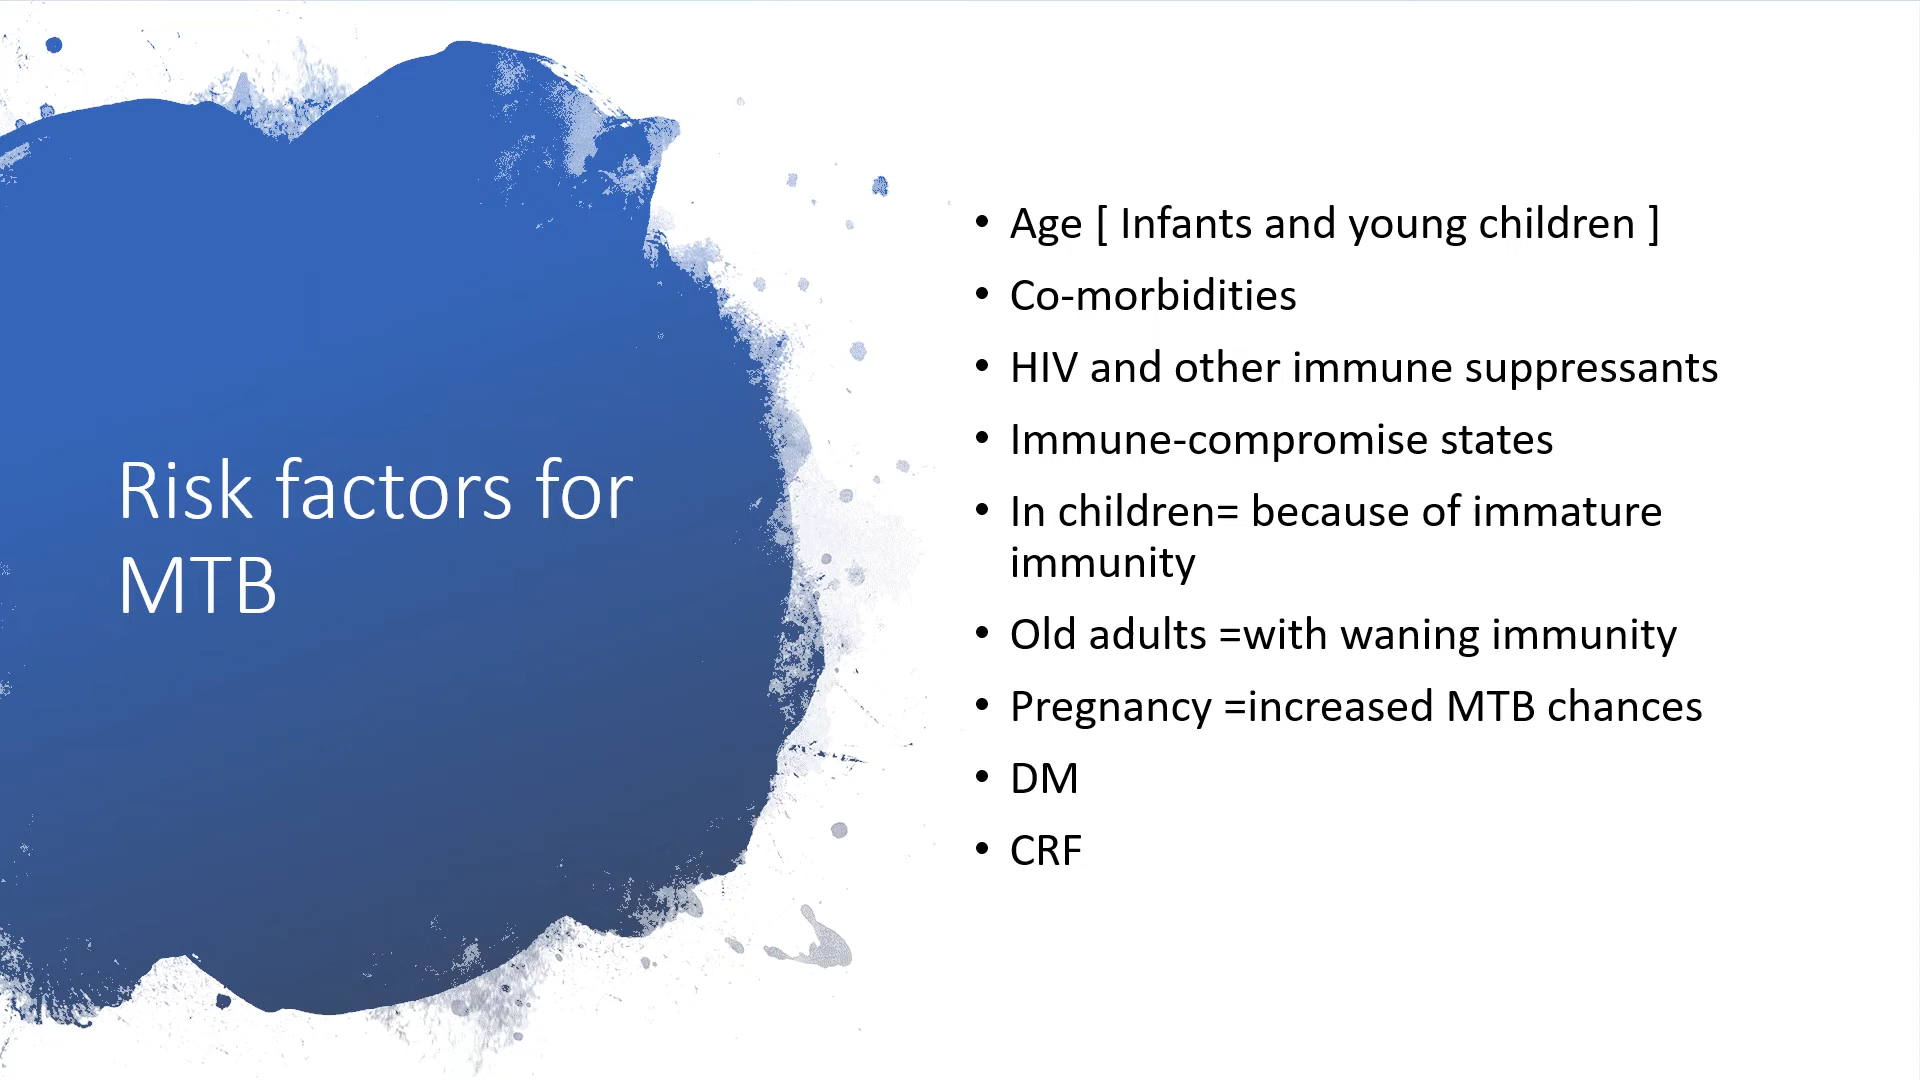 Risk factors for
MTB
• Age [ Infants and young children ]
• Co-morbidities
• HIV and other immune suppressants
• Immune-compromise states
• In children= because of immature
immunity
• Old adults =with waning immunity
• Pregnancy =increased MTB chances
• DM
• CRF